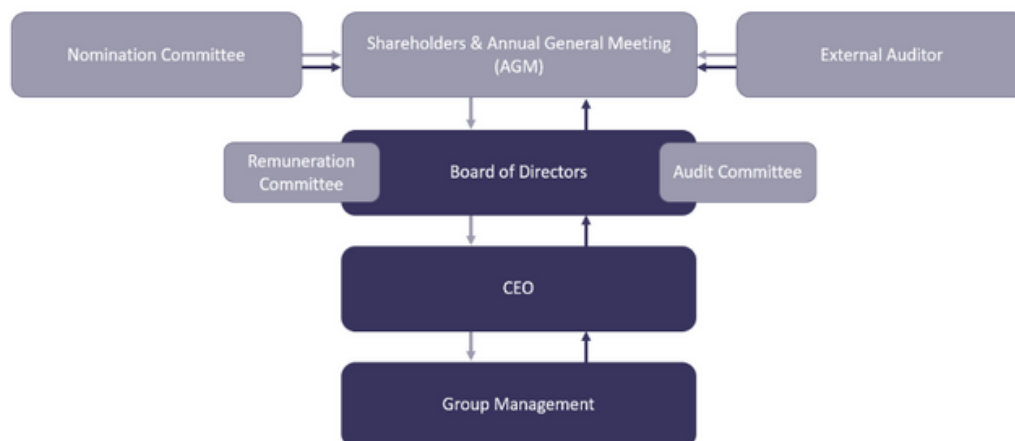 Nomination Committee
Shareholders & Annual General Meeting
(AGM)
External Auditor
Remuneration
Committee
Board of Directors
Audit Committee
CEO
Group Management